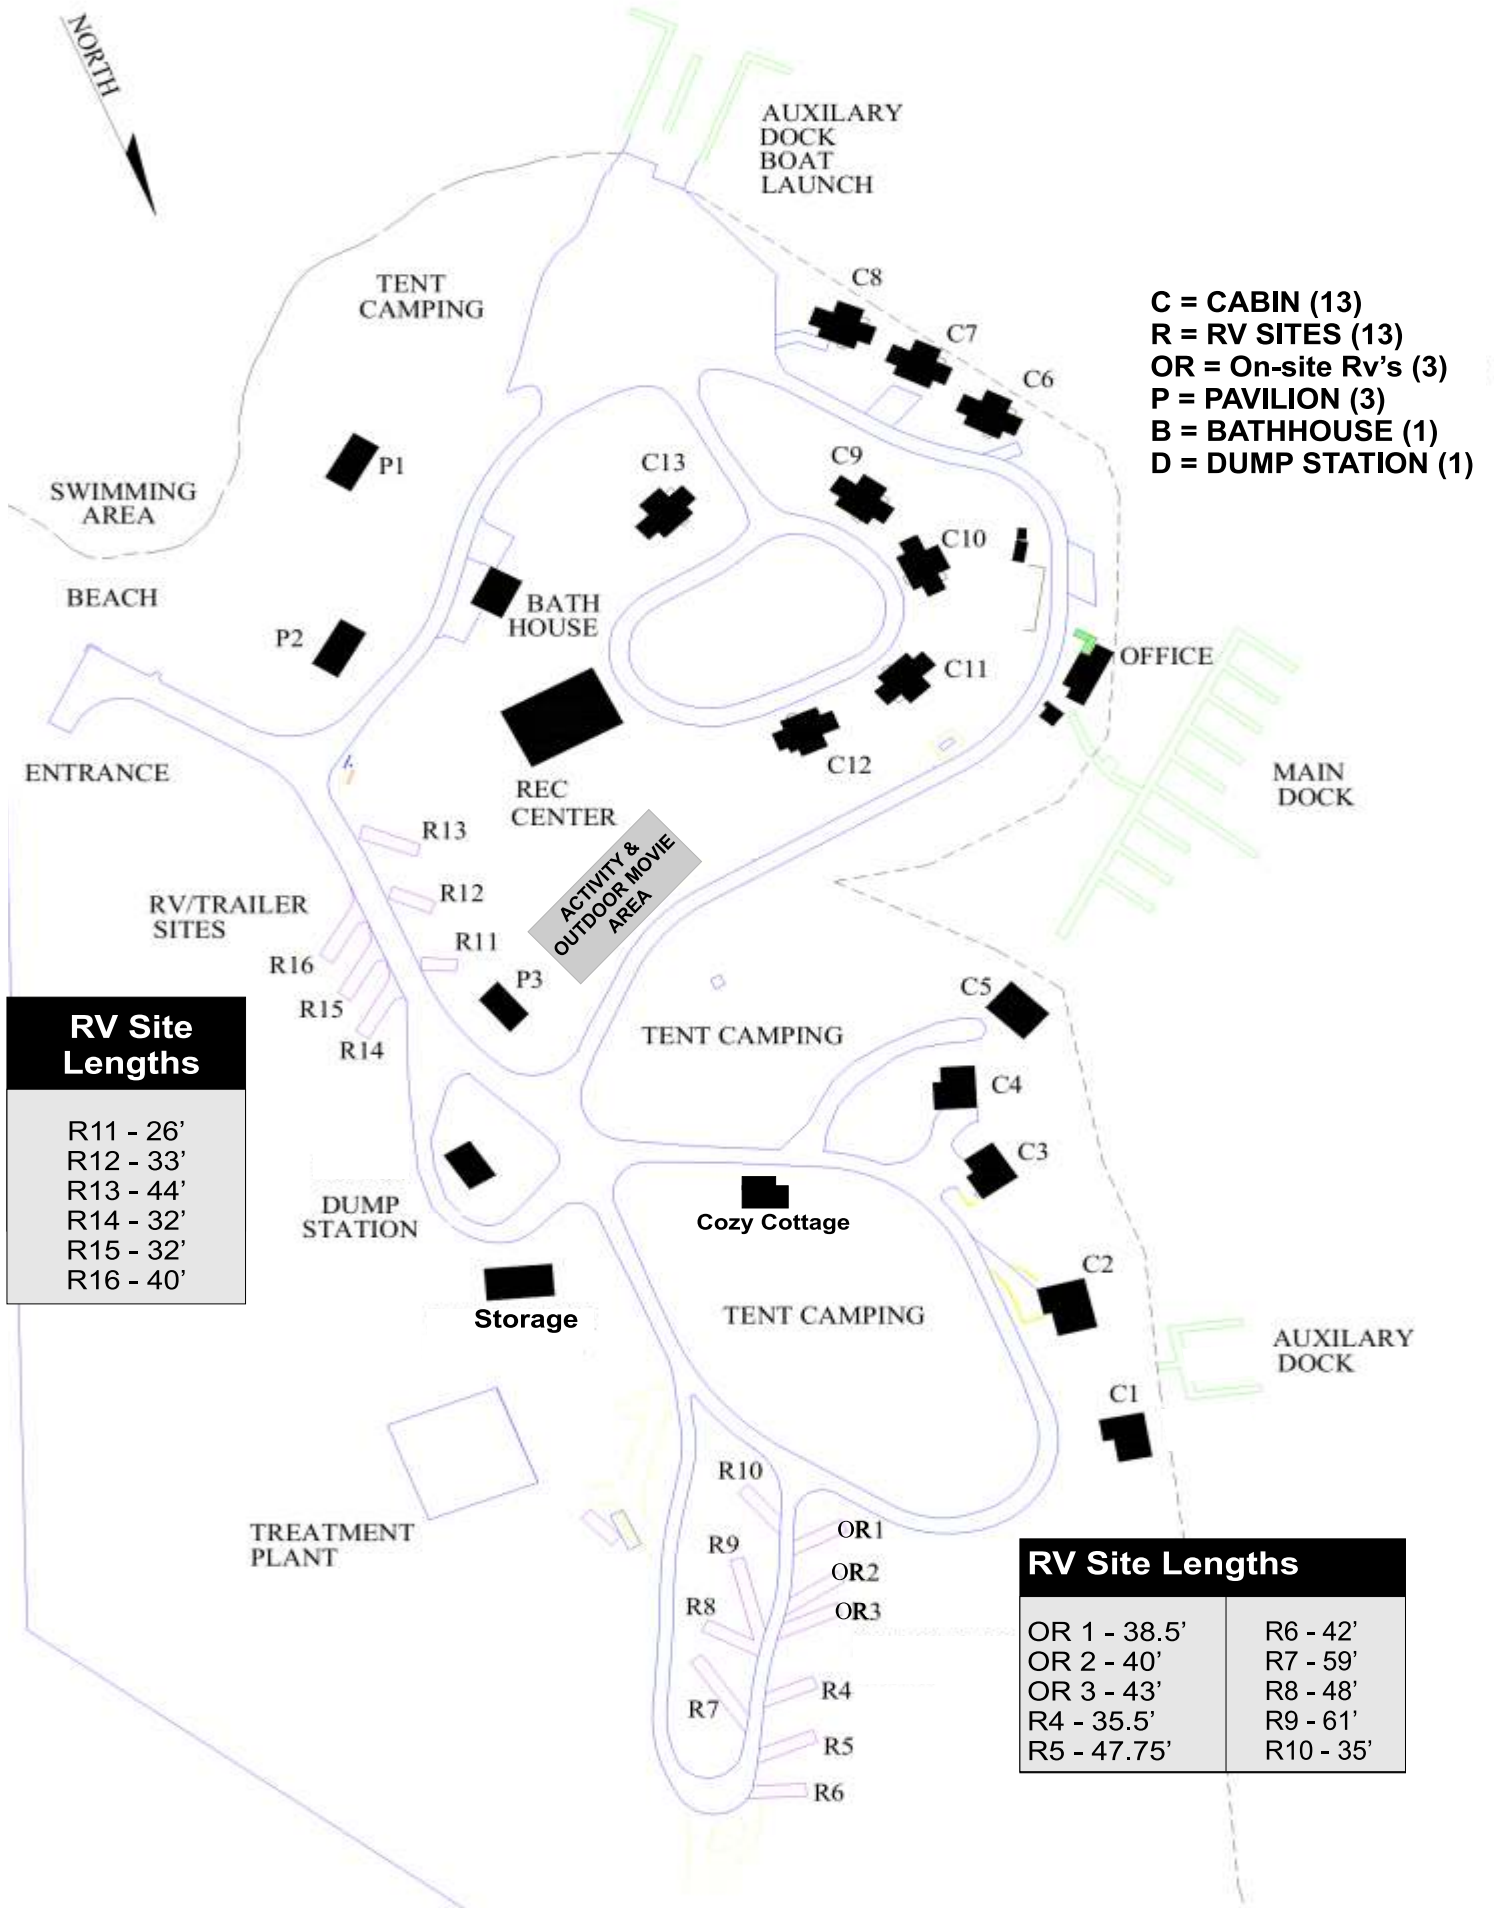 NORTH
AUXILARY
DOCK
BOAT
LAUNCH
TENT
CAMPING
C8
C7
C6
C = CABIN (13)
R = RV SITES (13)
OR = On-site Rv's (3)
P = PAVILION (3)
B = BATHHOUSE (1)
D = DUMP STATION (1)
P1
C13
C9
C10
SWIMMING
AREA
BEACH
BATH
HOUSE
P2
C11
OFFICE
ENTRANCE
C12
REC
CENTER
MAIN
DOCK
R13
ACTIVITY &
OUTDOOR MOVIE
AREA
RV/TRAILER
SITES
R12
R11
R16
R15
R14
P3
C5
TENT CAMPING
C4
C3
RV Site
Lengths
R11 - 26’
R12 - 33’
R13 - 44’
R14 - 32’
R15 - 32’
R16 - 40’
DUMP
STATION
Cozy Cottage
C2
Storage
TENT CAMPING
AUXILARY
DOCK
C1
R10
TREATMENT
PLANT
OR1
R9
OR2
R8
OR3
R4
R7
R5
R6
RV Site Lengths
OR 1 - 38.5’
OR 2 - 40’
OR 3 - 43’
R4 - 35.5’
R5 - 47.75’
R6 - 42’
R7 - 59’
R8 - 48’
R9 - 61’
R10 - 35’